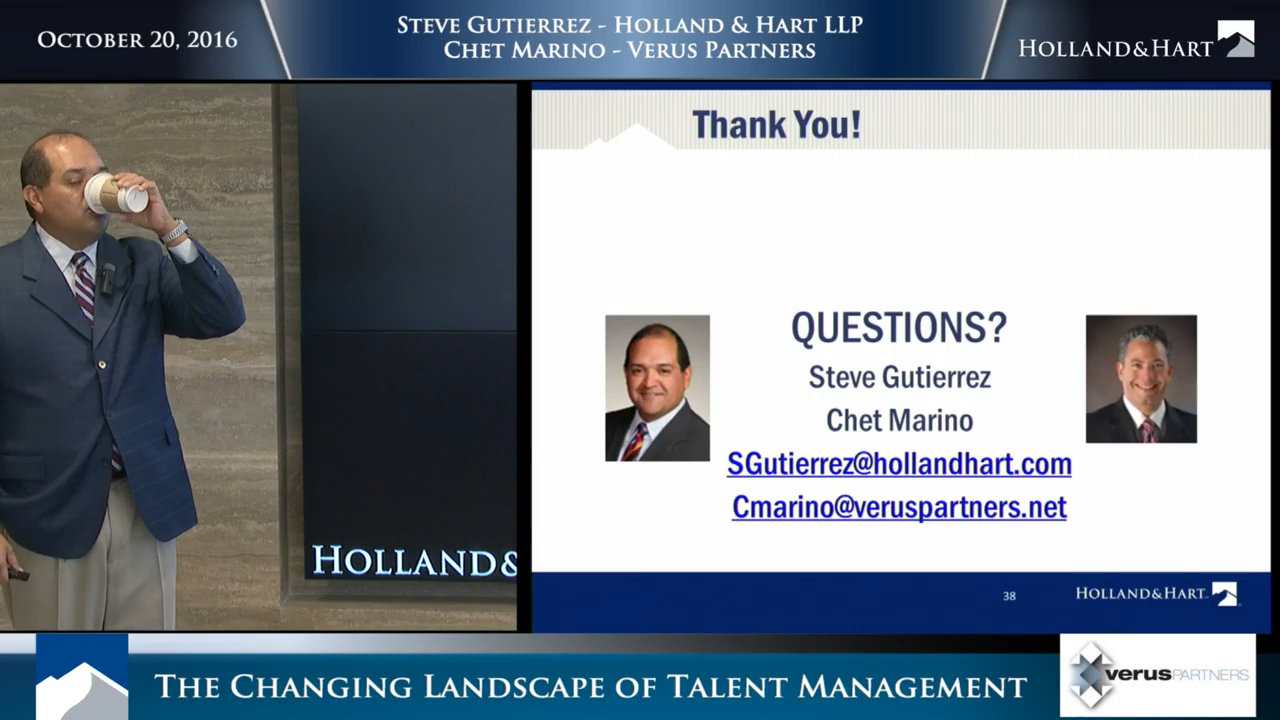 OCTOBER 20, 2016
STEVE GUTIERREZ - HOLLAND & HART LLP
CHET MARINO - VERUS PARTNERS
HOLLAND&HART
Thank You!
QUESTIONS?
Steve Gutierrez
Chet Marino
SGutierrez@hollandhart.com
Cmarino@veruspartners.net
HOLLAND&
38
HOLLAND&HART
THE CHANGING LANDSCAPE OF TALENT MANAGEMENT
verusPARTNERS